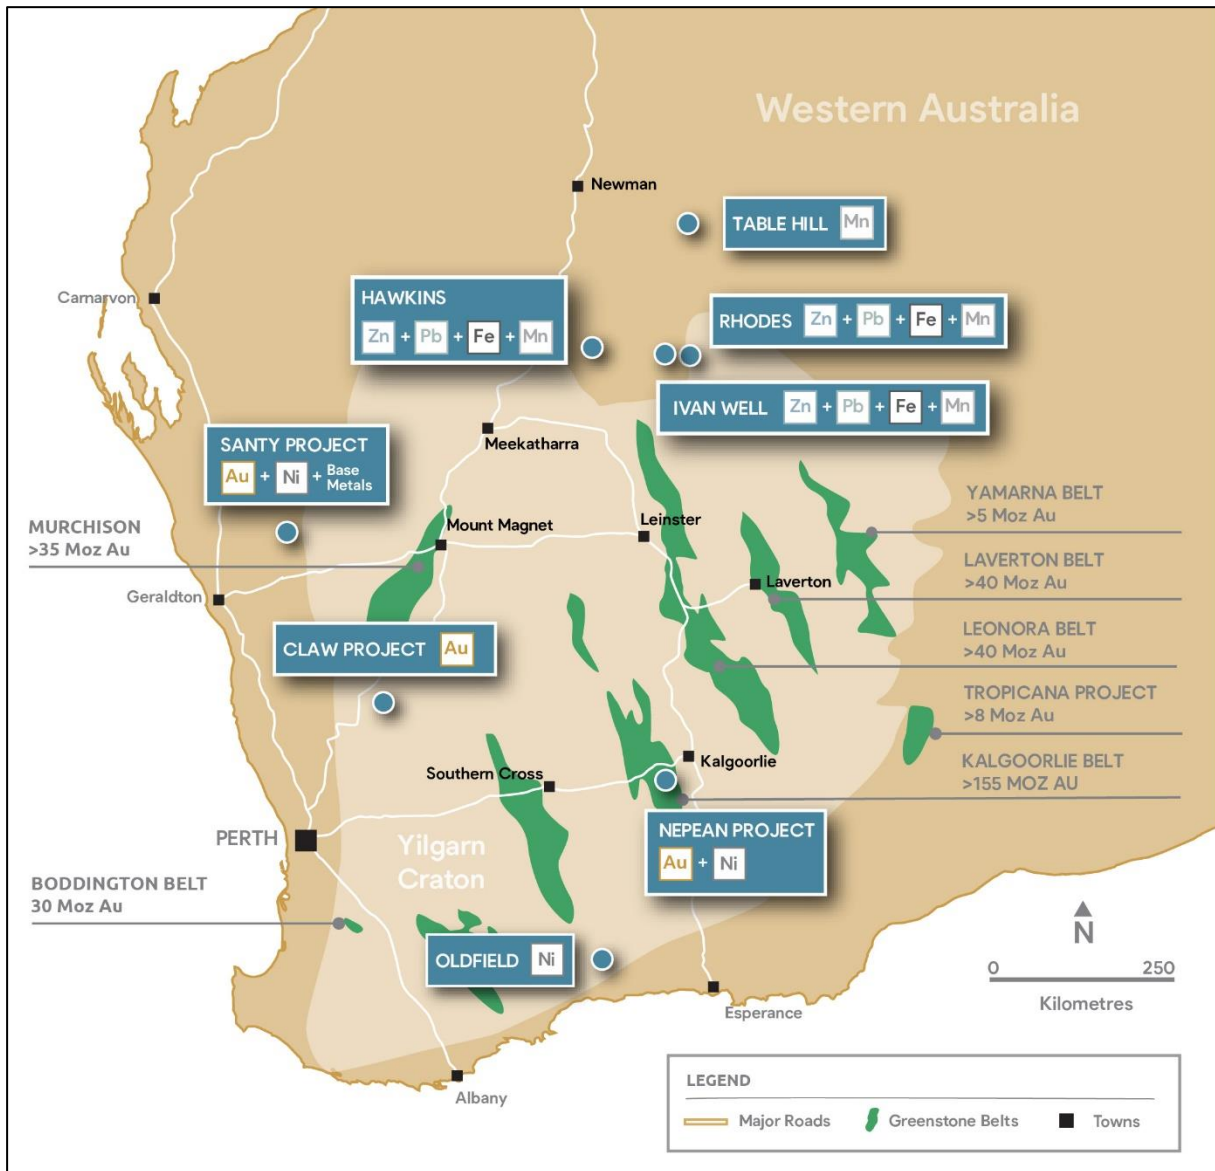 Western Australia
Newman
TABLE HILL Mn
Carnarvon
HAWKINS
Zn + Pb + Fe + Mn
RHODES Zn + Pb + Fe + Mn
IVAN WELL Zn + Pb + Fe + Mn
Meekatharra
SANTY PROJECT
Au + Ni + Base
Metals
MURCHISON
>35 Moz Au
Mount Magnet
Leinster
YAMARNA BELT
>5 Moz Au
LAVERTON BELT
>40 Moz Au
Laverton
Geraldton
LEONORA BELT
>40 Moz Au
CLAW PROJECT Au
TROPICANA PROJECT
>8 Moz Au
KALGOORLIE BELT
>155 MOZ AU
Kalgoorlie
Southern Cross
PERTH
NEPEAN PROJECT
Au + Ni
Yilgarn
Craton
BODDINGTON BELT
30 Moz Au
OLDFIELD Ni
N
0 250
Kilometres
Esperance
Albany
LEGEND
Major Roads Greenstone Belts Towns